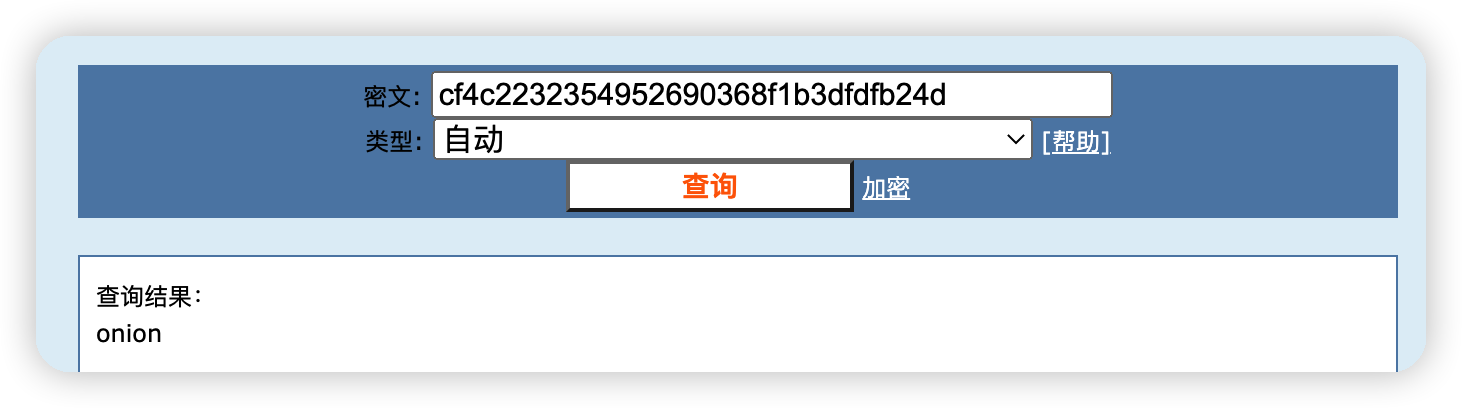 密文: cf4c2232354952690368f1b3dfdfb24d
类型: 自动 [帮助]
查询 加密
查询结果:
onion